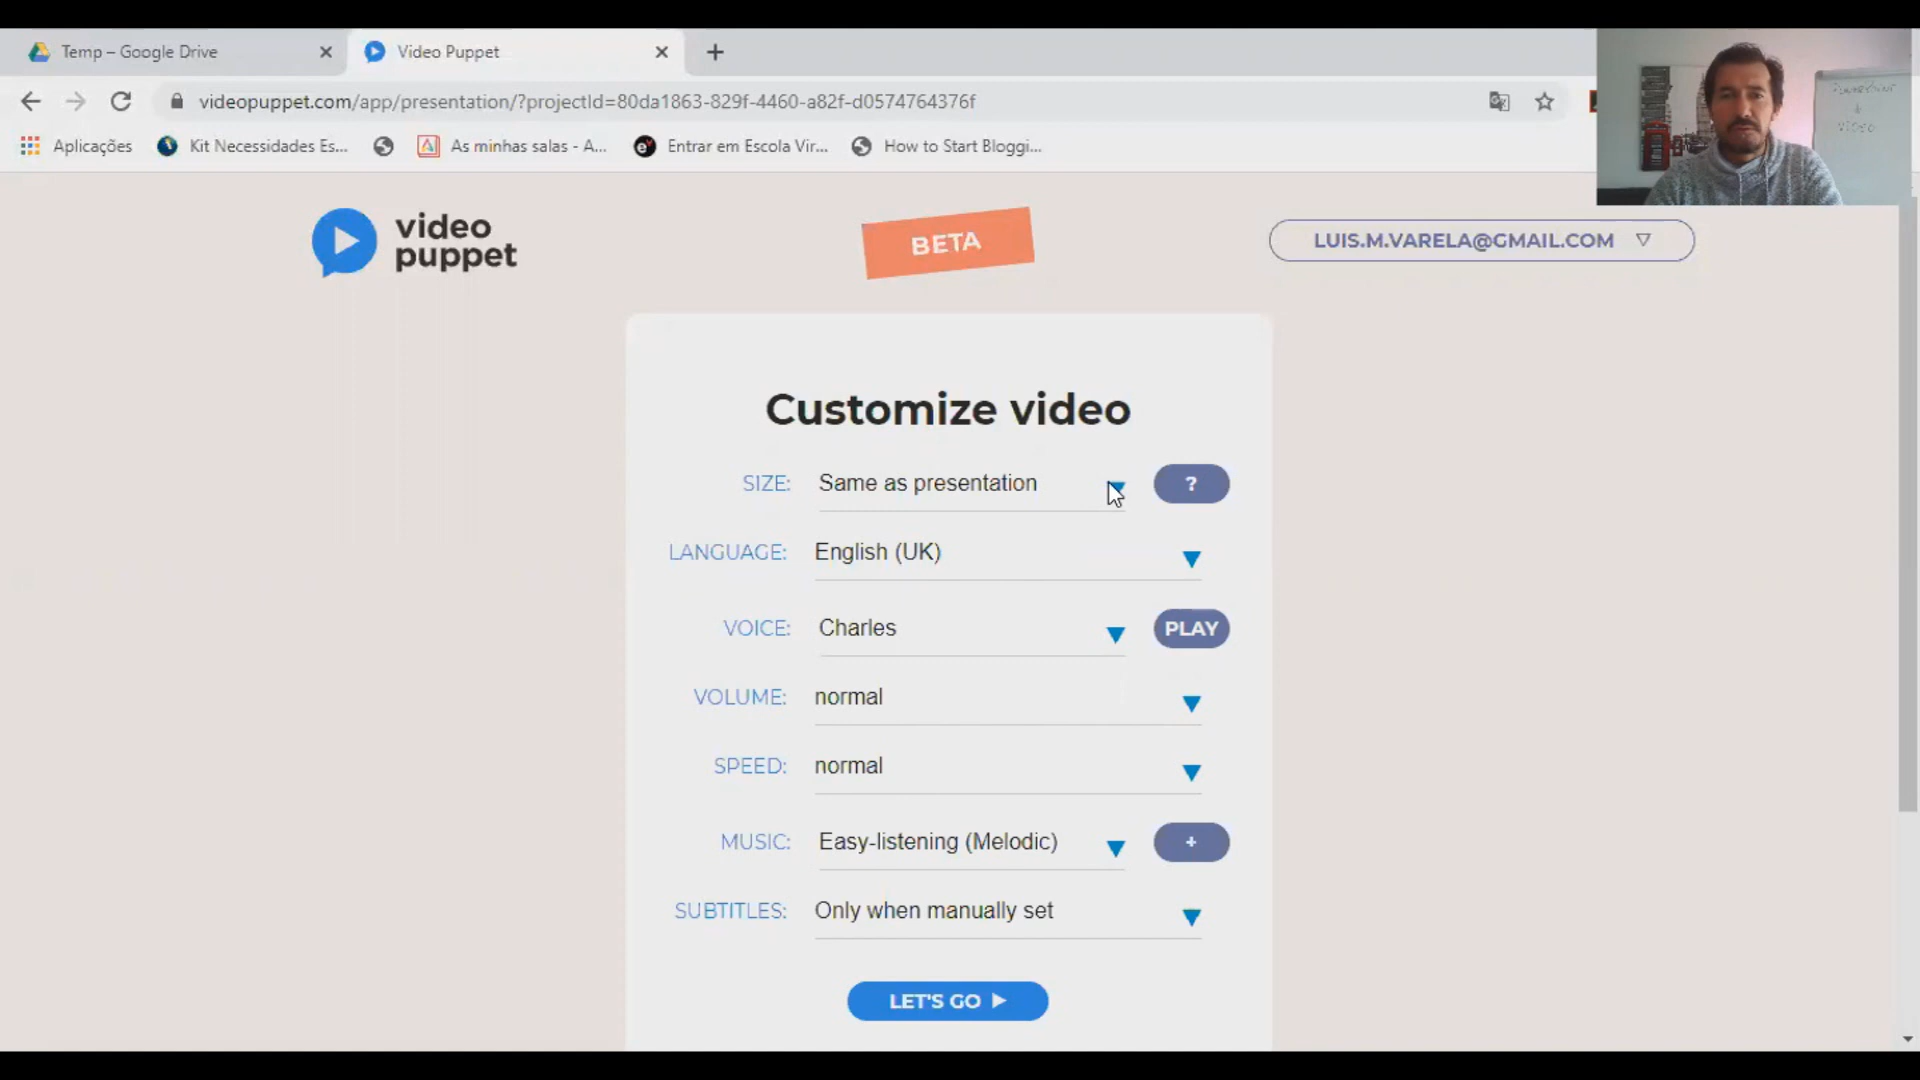 Temp – Google Drive
Video Puppet
videopuppet.com/app/presentation/?projectId=80da1863-829f-4460-a82f-d0574764376f
Aplicações
Kit Necessidades Es...
As minhas salas - A...
Entrar em Escola Vir...
How to Start Bloggi...
video
puppet
BETA
LUIS.M.VARELA@GMAIL.COM
Customize video
SIZE: Same as presentation ?
LANGUAGE: English (UK)
VOICE: Charles PLAY
VOLUME: normal
SPEED: normal
MUSIC: Easy-listening (Melodic) +
SUBTITLES: Only when manually set
LET'S GO
VIDEO